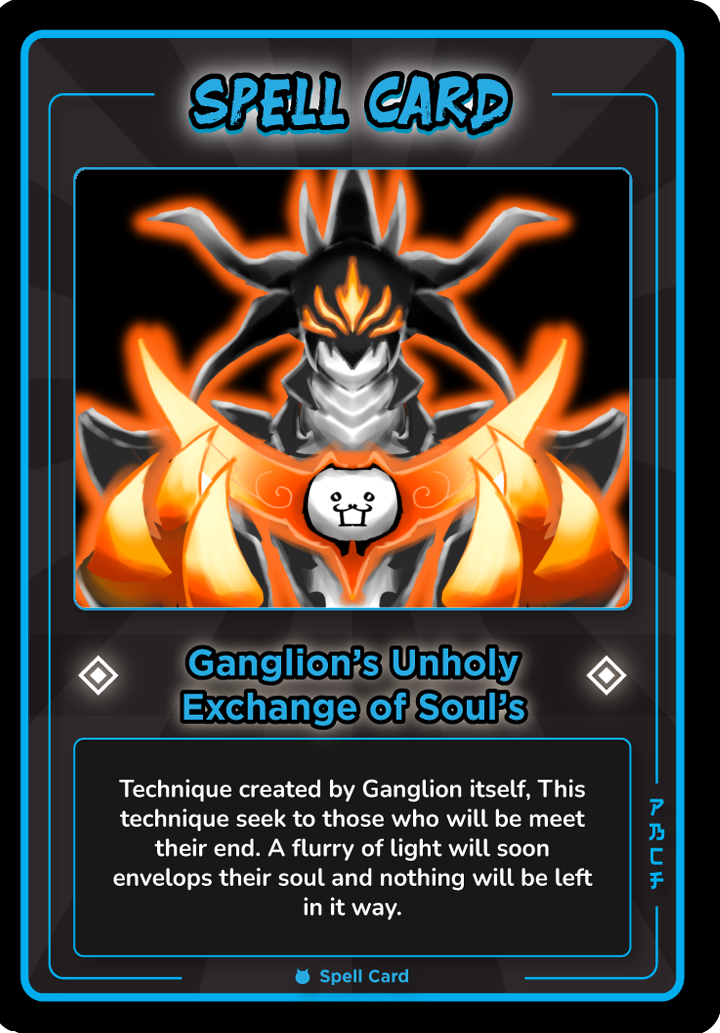 SPELL CARD
Ganglion's Unholy
Exchange of Soul's
Technique created by Ganglion itself, This
technique seek to those who will be meet
their end. A flurry of light will soon
envelops their soul and nothing will be left
in it way.
Spell Card